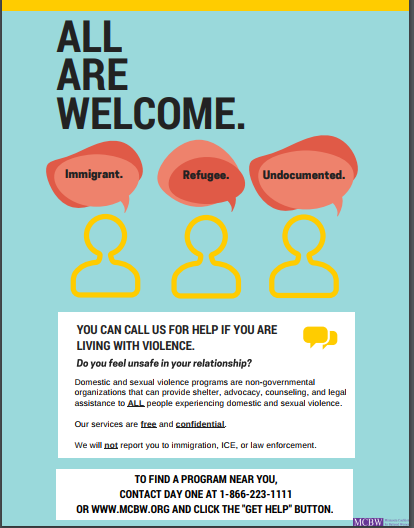 ALL
ARE
WELCOME.
Immigrant. Refugee. Undocumented.
YOU CAN CALL US FOR HELP IF YOU ARE
LIVING WITH VIOLENCE.
Do you feel unsafe in your relationship?
Domestic and sexual violence programs are non-governmental
organizations that can provide shelter, advocacy, counseling, and legal
assistance to ALL people experiencing domestic and sexual violence.
Our services are free and confidential.
We will not report you to immigration, ICE, or law enforcement.
TO FIND A PROGRAM NEAR YOU,
CONTACT DAY ONE AT 1-866-223-1111
OR WWW.MCBW.ORG AND CLICK THE "GET HELP" BUTTON.
MCBW